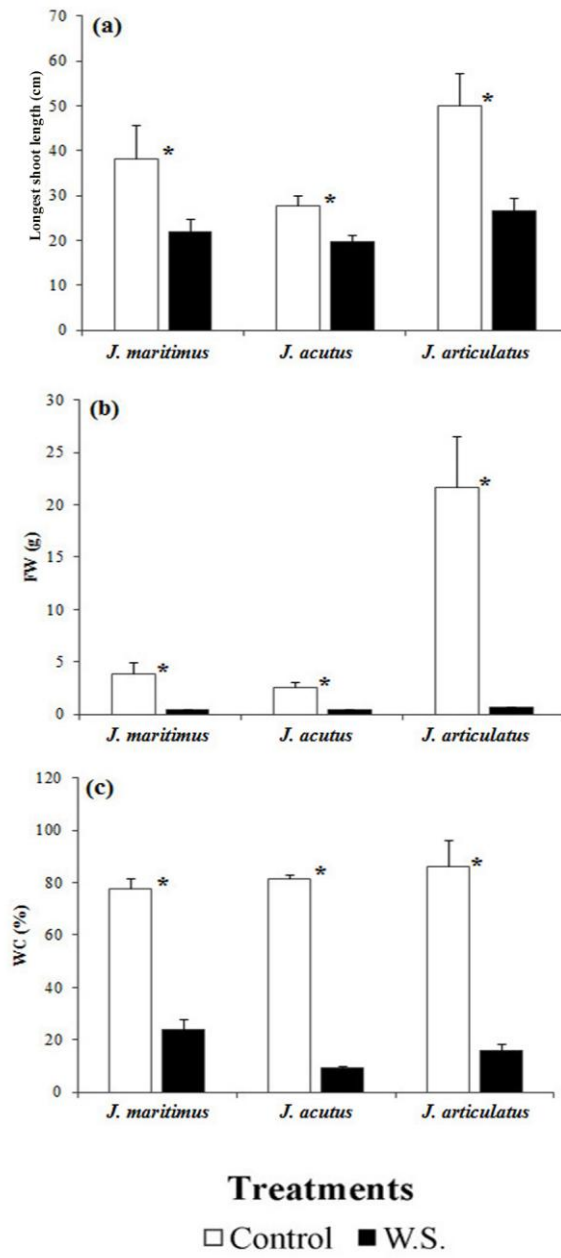 (a)
Longest shoot length (cm)
70
60
50
40
30
20
10
0
*
*
*
J. maritimus J. acutus J. articulatus
(b)
FW (g)
30
25
20
15
10
5
0
*
*
*
J. maritimus J. acutus J. articulatus
(c)
WC (%)
120
100
80
60
40
20
0
*
*
*
J. maritimus J. acutus J. articulatus
Treatments
Control W.S.